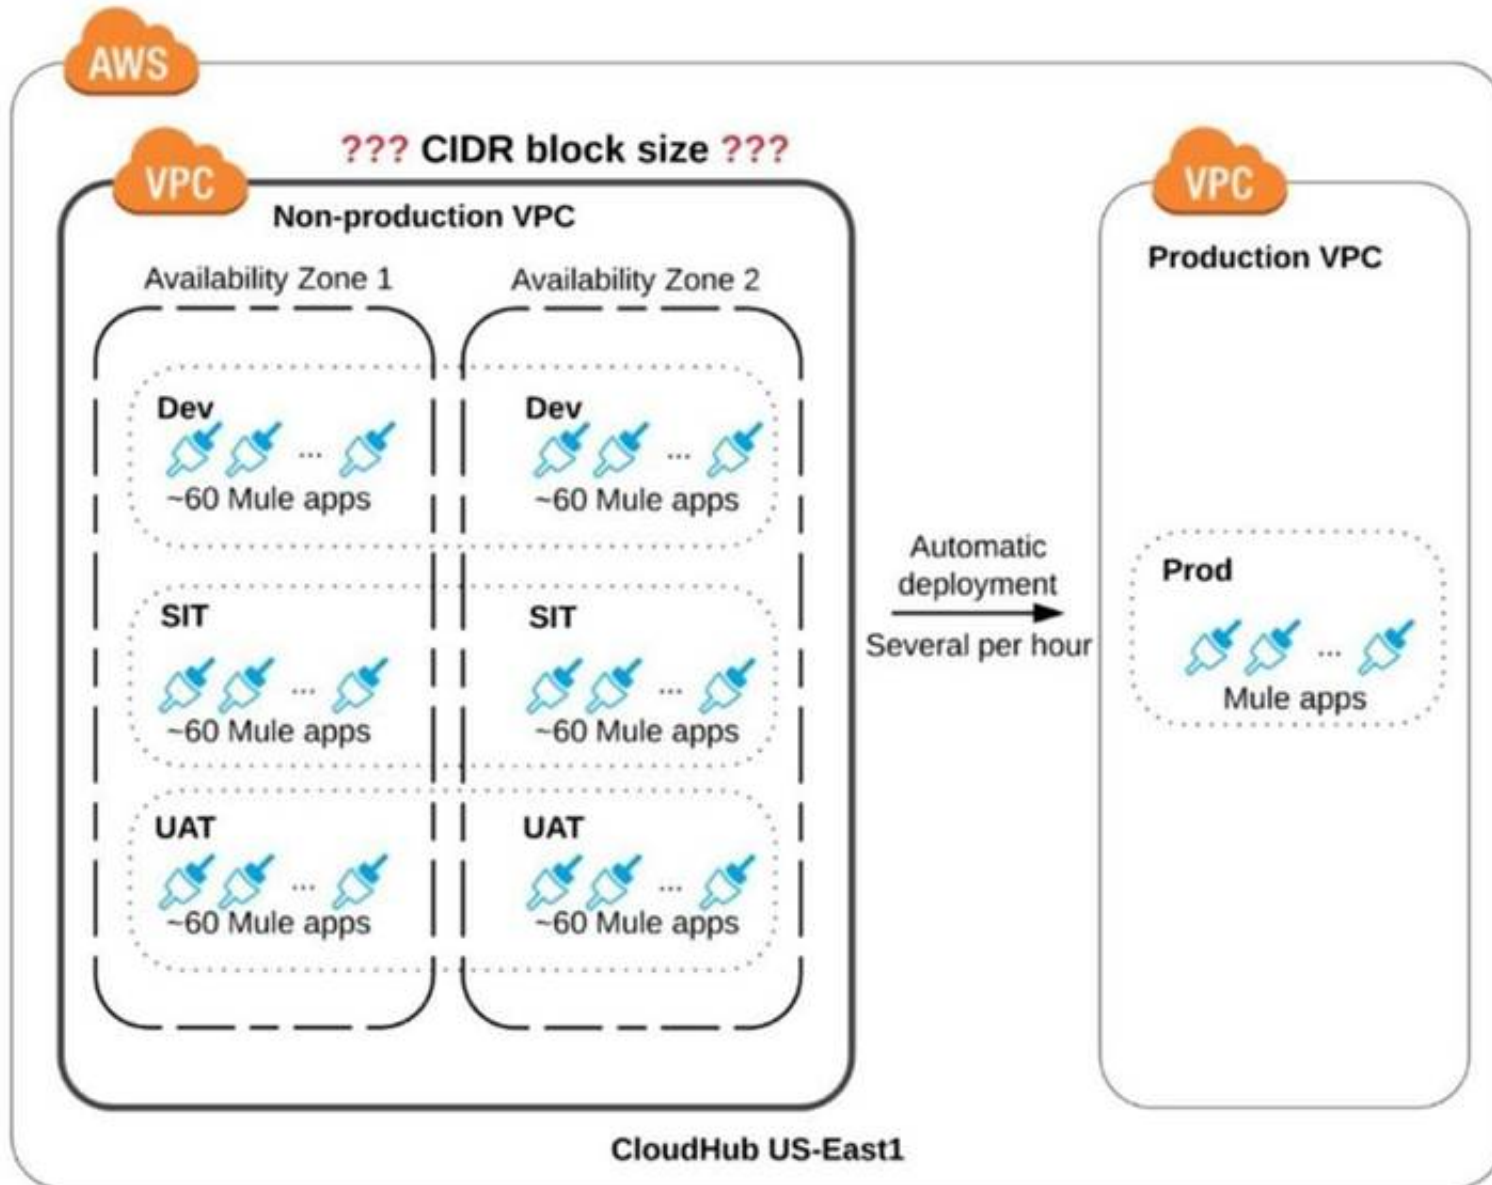 AWS
??? CIDR block size ???
VPC
Non-production VPC
Availability Zone 1
Availability Zone 2
Dev
...
~60 Mule apps
Dev
...
~60 Mule apps
SIT
...
~60 Mule apps
SIT
...
~60 Mule apps
UAT
...
~60 Mule apps
UAT
...
~60 Mule apps
Automatic
deployment
Several per hour
VPC
Production VPC
Prod
...
Mule apps
CloudHub US-East1